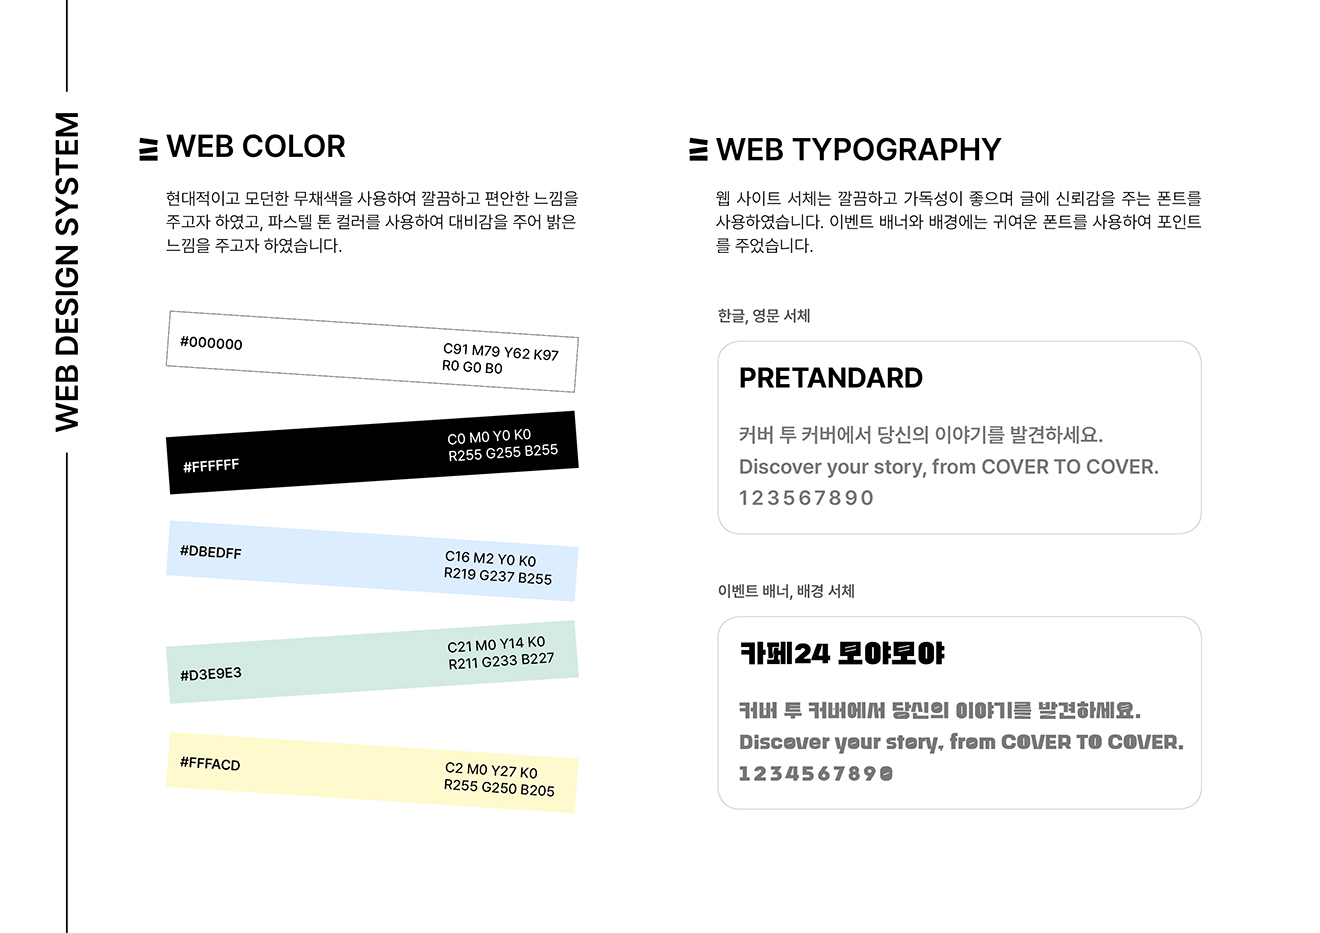 WEB DESIGN SYSTEM
WEB COLOR
현대적이고 모던한 무채색을 사용하여 깔끔하고 편안한 느낌을
주고자 하였고, 파스텔 톤 컬러를 사용하여 대비감을 주어 밝은
느낌을 주고자 하였습니다.
#000000
C91 M79 Y62 K97
R0 G0 B0
#FFFFFF
C0 M0 Y0 K0
R255 G255 B255
#DBEDFF
C16 M2 Y0 K0
R219 G237 B255
#D3E9E3
C21 M0 Y14 K0
R211 G233 B227
#FFFACD
C2 M0 Y27 K0
R255 G250 B205
WEB TYPOGRAPHY
웹 사이트 서체는 깔끔하고 가독성이 좋으며 글에 신뢰감을 주는 폰트를
사용하였습니다. 이벤트 배너와 배경에는 귀여운 폰트를 사용하여 포인트
를 주었습니다.
한글, 영문 서체
PRETANDARD
커버 투 커버에서 당신의 이야기를 발견하세요.
Discover your story, from COVER TO COVER.
123567890
이벤트 배너, 배경 서체
카페24 모야모야
커버 투 커버에서 당신의 이야기를 발견하세요.
Discover your story, from COVER TO COVER.
1234567890